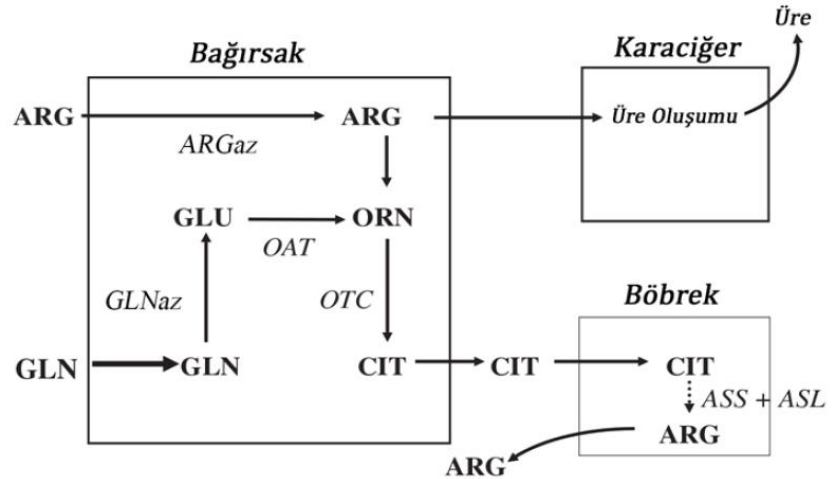 Üre
Bağırsak
Karaciğer
ARG
ARG
Üre Oluşumu
ARGaz
GLU
ORN
OAT
GLNaz
OTC
Böbrek
GLN
GLN
CIT
CIT
CIT
ASS + ASL
ARG
ARG